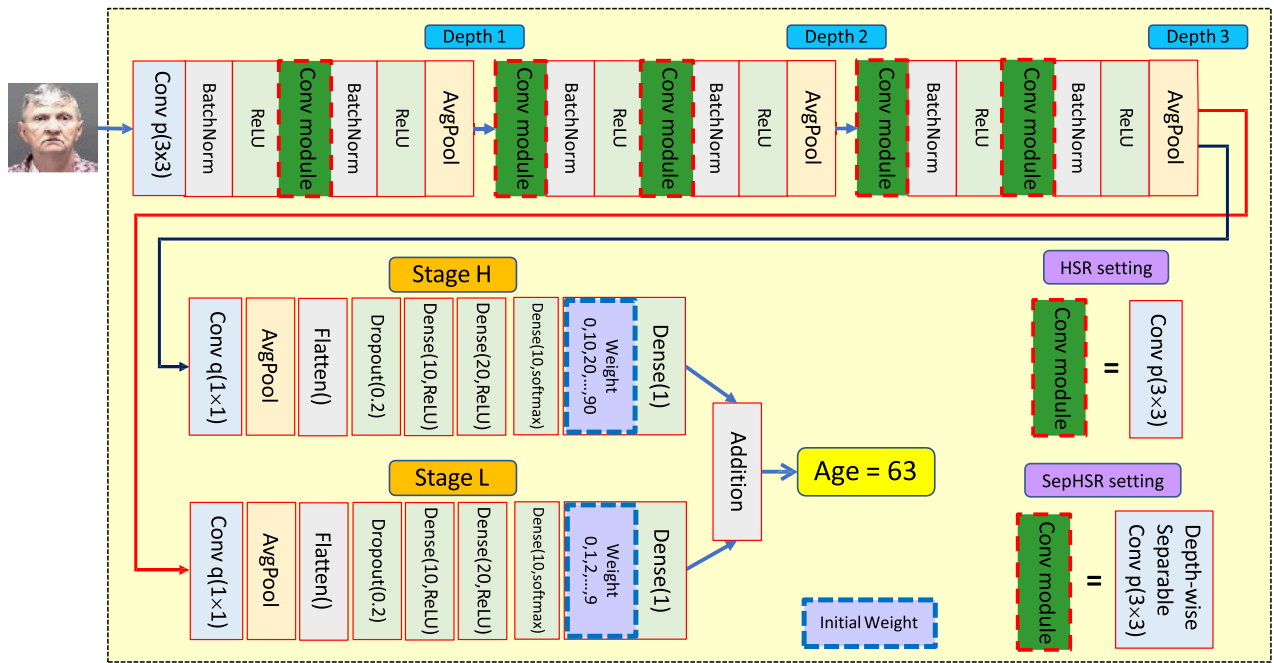 Depth 1
Depth 2
Depth 3
Conv p(3x3)
BatchNorm
ReLU
Conv module
BatchNorm
ReLU
AvgPool
Conv module
BatchNorm
ReLU
Conv module
BatchNorm
ReLU
AvgPool
Conv module
BatchNorm
ReLU
Conv module
BatchNorm
ReLU
AvgPool
Stage H
Conv q(1×1)
AvgPool
Flatten()
Dropout(0.2)
Dense(10,ReLU)
Dense(20,ReLU)
Dense(10,softmax)
Weight
0,10,20,...,90
Dense(1)
Stage L
Conv q(1×1)
AvgPool
Flatten()
Dropout(0.2)
Dense(10,ReLU)
Dense(20,ReLU)
Dense(10,softmax)
Weight
0,1,2,...,9
Dense(1)
Addition
Age = 63
Initial Weight
HSR setting
Conv module
=
Conv p(3×3)
SepHSR setting
Conv module
=
Depth-wise
Separable
Conv p(3×3)